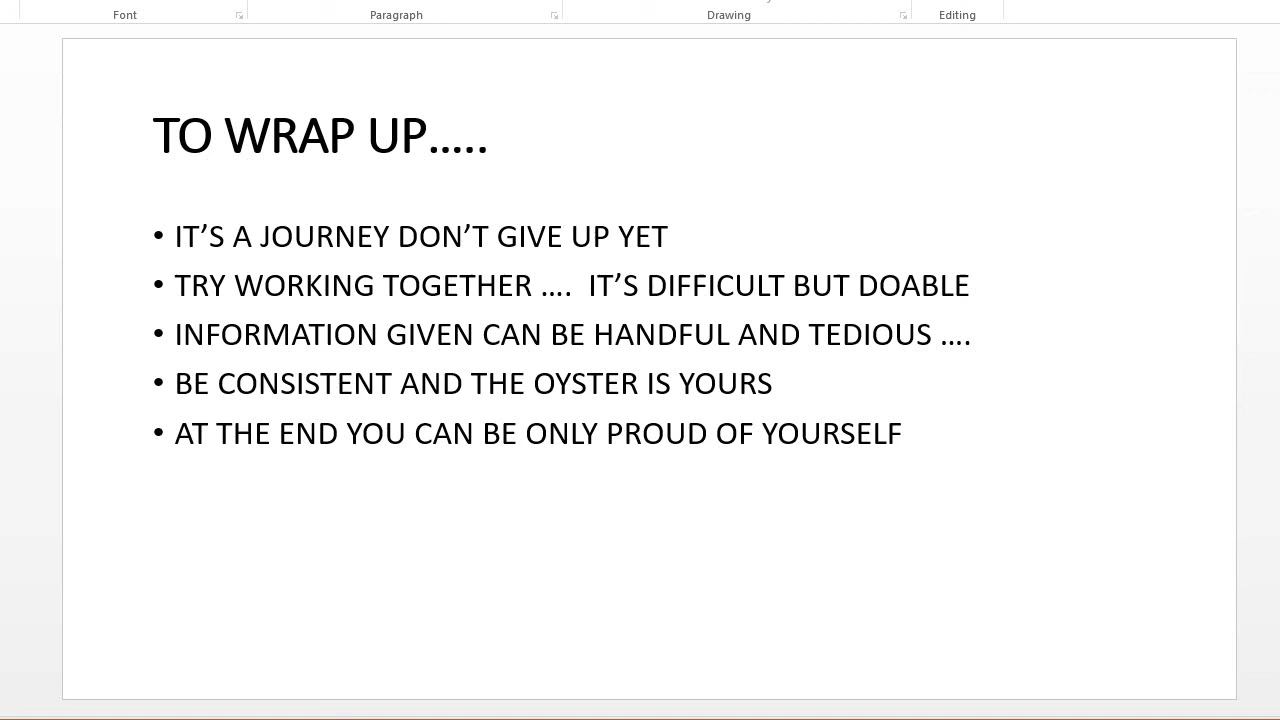 Font Paragraph Drawing Editing
TO WRAP UP.....
• IT’S A JOURNEY DON’T GIVE UP YET
• TRY WORKING TOGETHER ....  IT’S DIFFICULT BUT DOABLE
• INFORMATION GIVEN CAN BE HANDFUL AND TEDIOUS ....
• BE CONSISTENT AND THE OYSTER IS YOURS
• AT THE END YOU CAN BE ONLY PROUD OF YOURSELF